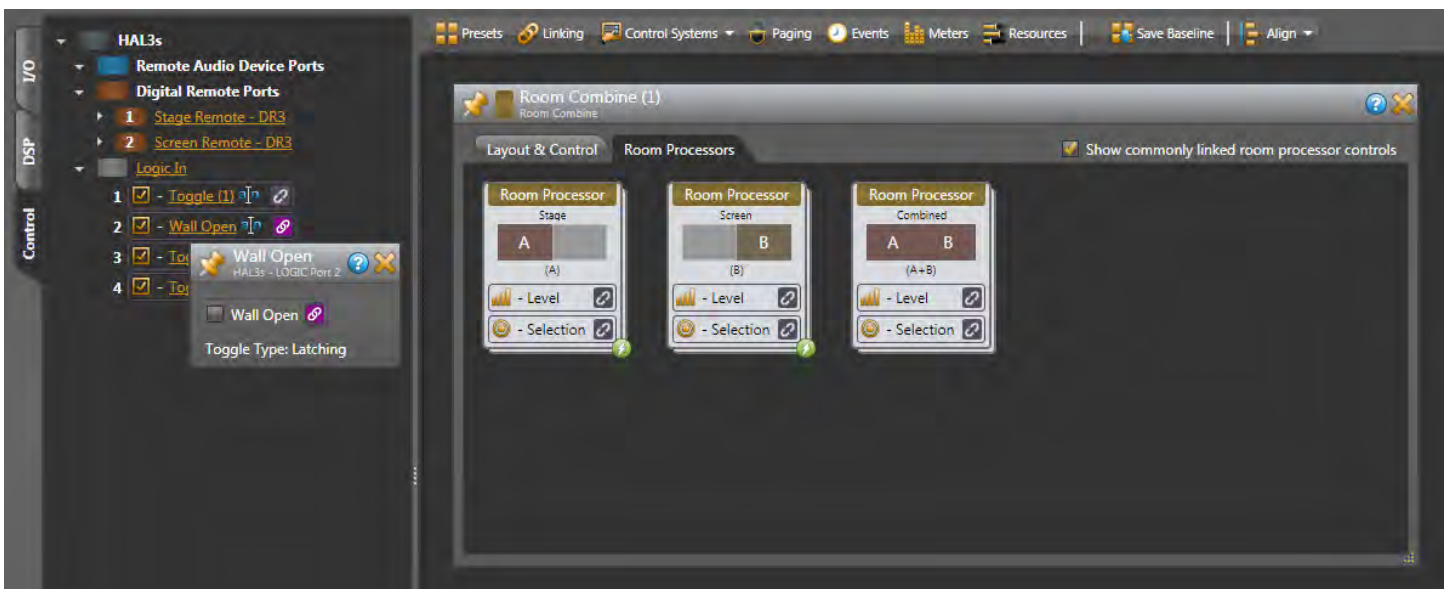 HAL3s
Remote Audio Device Ports
Digital Remote Ports
1 Stage Remote - DR3
2 Screen Remote - DR3
Logic In
1 - Toggle (1)
2 - Wall Open
3 -
4 -
I/O
DSP
Control
Wall Open
HAL3s - LOGIC Port 2
Wall Open
Toggle Type: Latching
Presets Linking Control Systems Paging Events Meters Resources Save Baseline Align
Room Combine (1)
Room Combine
Layout & Control Room Processors Show commonly linked room processor controls
Room Processor
Stage
A
(A)
- Level
- Selection
Room Processor
Screen
B
(B)
- Level
- Selection
Room Processor
Combined
A B
(A+B)
- Level
- Selection